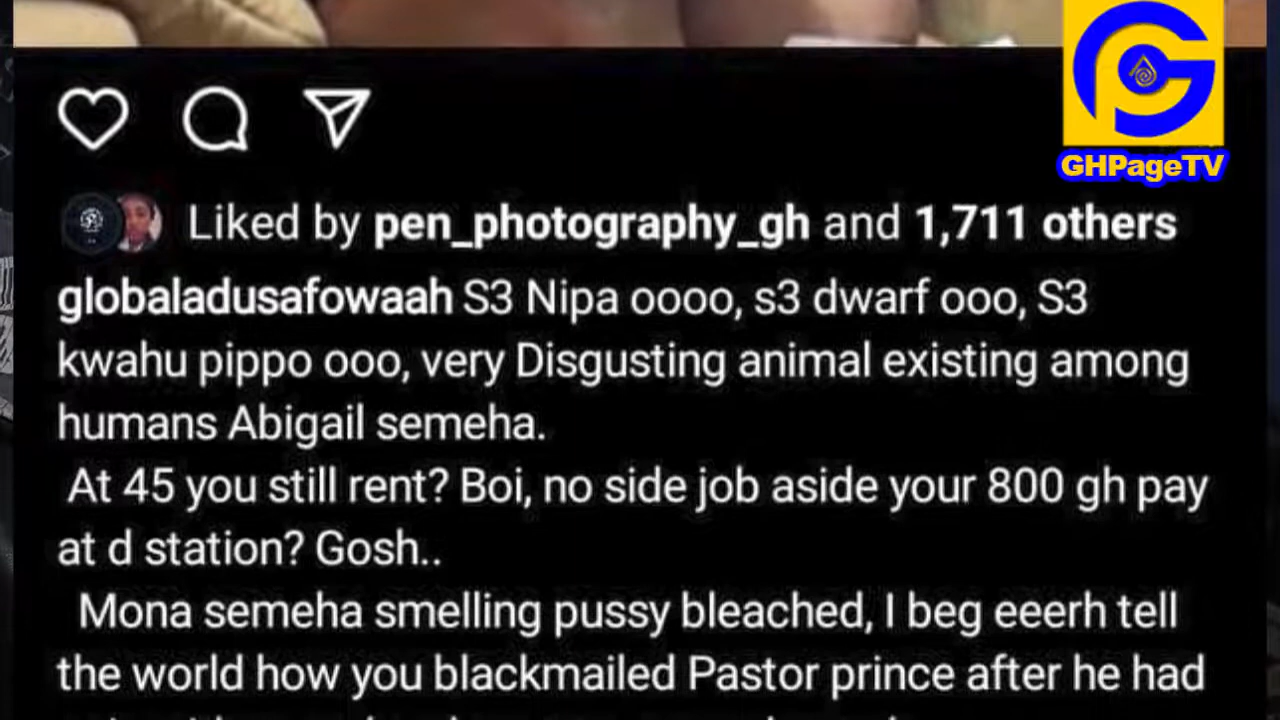 GHPageTV
Liked by pen_photography_gh and 1,711 others
globaladusafowaah S3 Nipa oooo, s3 dwarf ooo, S3
kwahu pippo ooo, very Disgusting animal existing among
humans Abigail semeha.
At 45 you still rent? Boi, no side job aside your 800 gh pay
at d station? Gosh..
Mona semeha smelling pussy bleached, I beg eeerh tell
the world how you blackmailed Pastor prince after he had